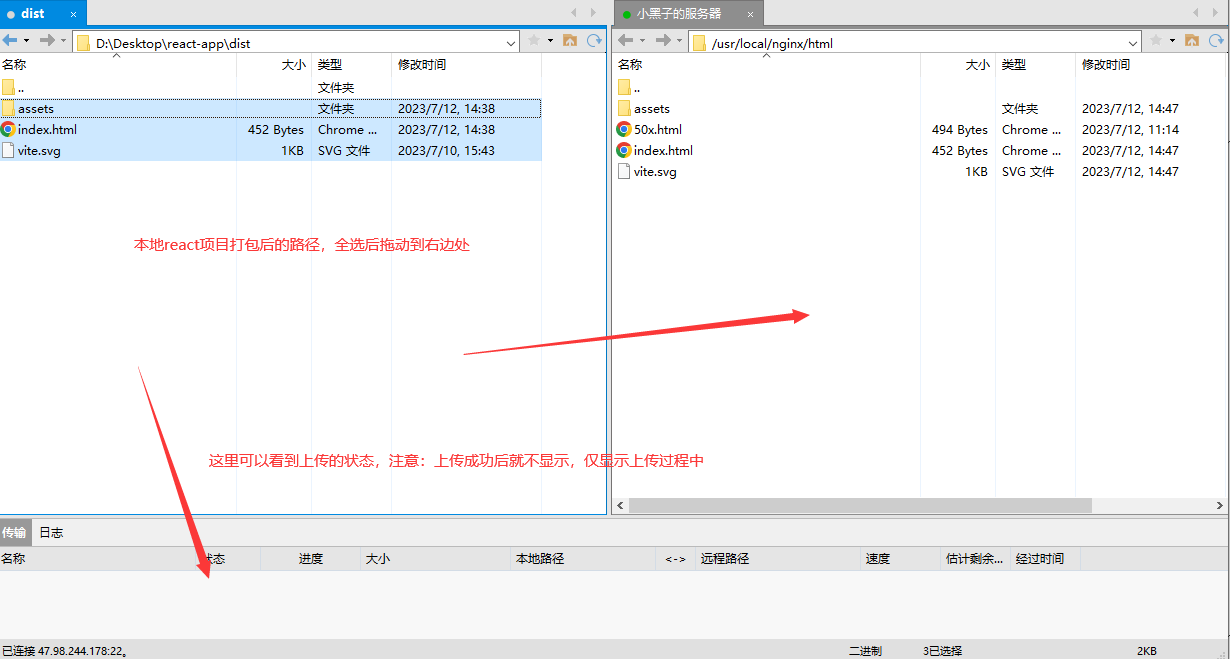 dist
小黑子的服务器
D:\Desktop\react-app\dist
/usr/local/nginx/html
名称 大小 类型 修改时间
.. 文件夹
assets 文件夹 2023/7/12, 14:38
index.html 452 Bytes Chrome ... 2023/7/12, 14:38
vite.svg 1KB SVG 文件 2023/7/10, 15:43
名称 大小 类型 修改时间
..
assets 文件夹 2023/7/12, 14:47
50x.html 494 Bytes Chrome ... 2023/7/12, 11:14
index.html 452 Bytes Chrome ... 2023/7/12, 14:47
vite.svg 1KB SVG 文件 2023/7/12, 14:47
本地react项目打包后的路径，全选后拖动到右边处
这里可以看到上传的状态，注意：上传成功后就不显示，仅显示上传过程中
传输 日志
名称 状态 进度 大小 本地路径 <-> 远程路径 速度 估计剩余... 经过时间
已连接 47.98.244.178:22。 二进制 3已选择 2KB